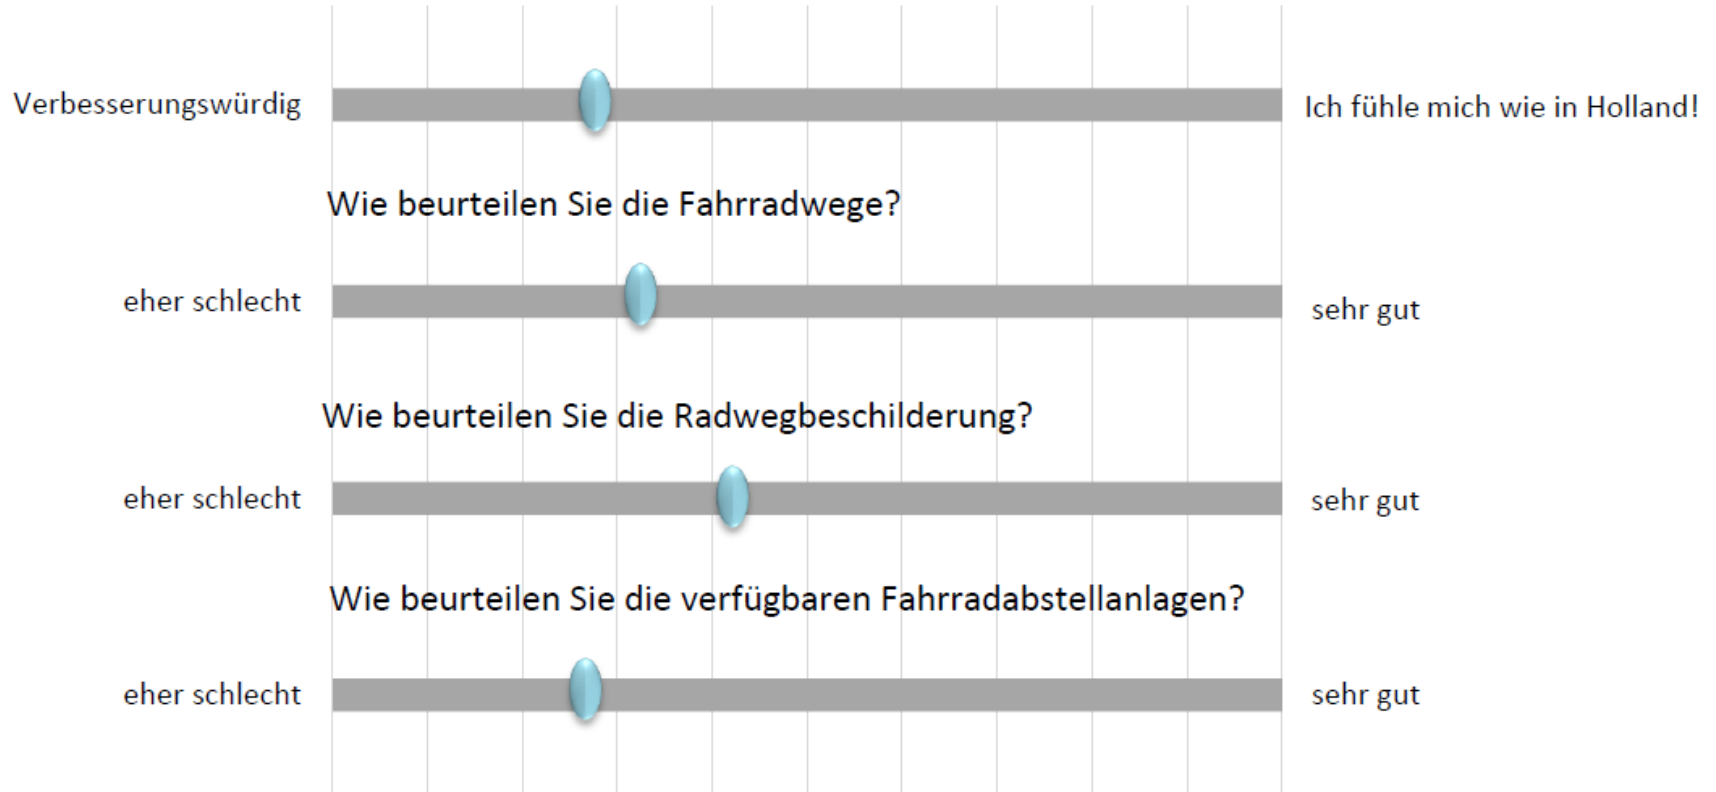 Verbesserungswürdig
Ich fühle mich wie in Holland!
Wie beurteilen Sie die Fahrradwege?
eher schlecht
sehr gut
Wie beurteilen Sie die Radwegbeschilderung?
eher schlecht
sehr gut
Wie beurteilen Sie die verfügbaren Fahrradabstellanlagen?
eher schlecht
sehr gut